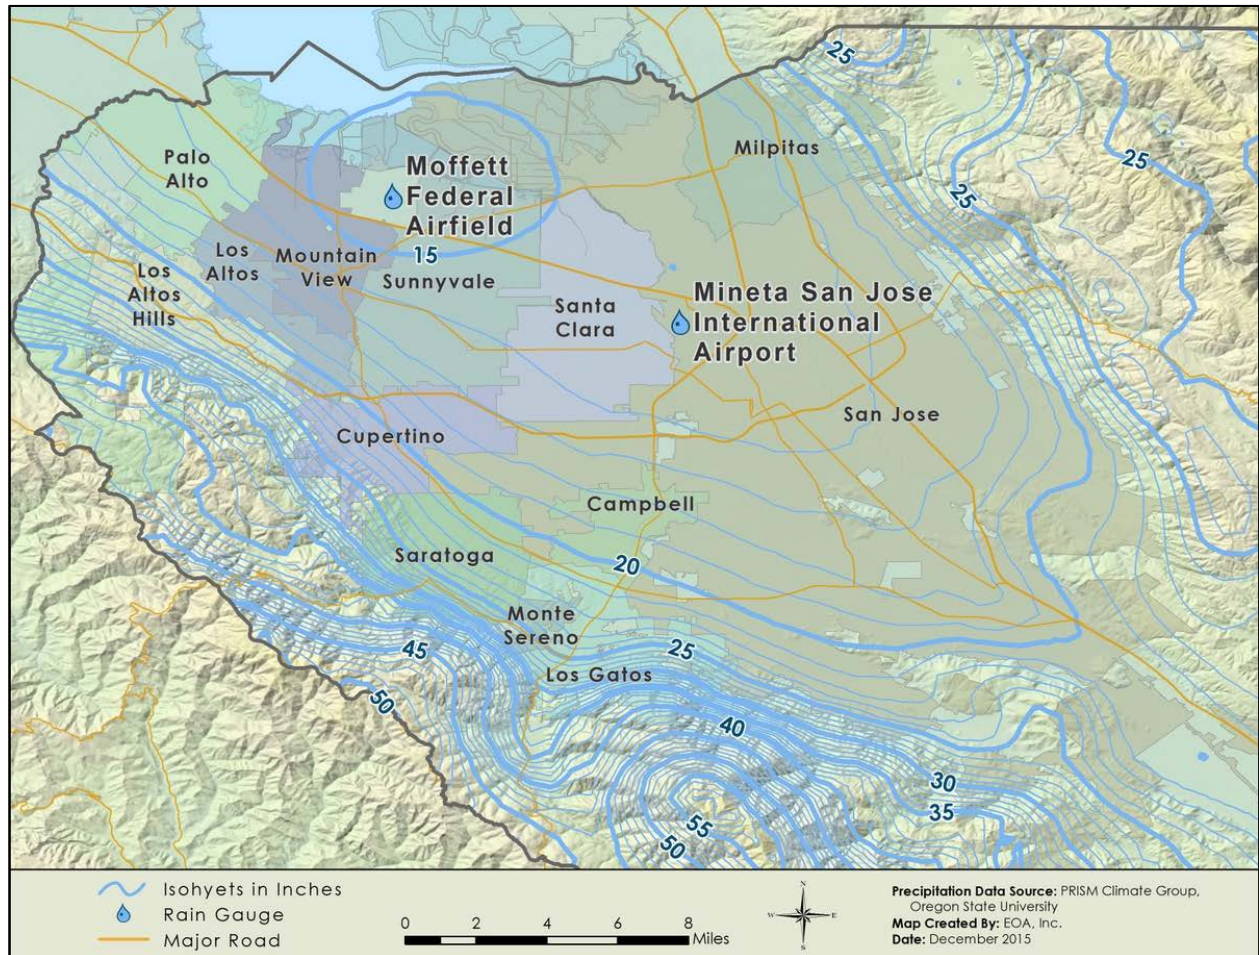 25
25
25
Palo
Alto
Milpitas
Moffett
Federal
Airfield
15
Los
Altos
Mountain
View
Sunnyvale
Los
Altos
Hills
Santa
Clara
Mineta San Jose
International
Airport
San Jose
Cupertino
Campbell
Saratoga
20
Monte
Sereno
25
Los Gatos
45
50
40
30
35
55
50
Isohyets in Inches
Rain Gauge
Major Road
0 2 4 6 8
Miles
N
W E
S
Precipitation Data Source: PRISM Climate Group,
Oregon State University
Map Created By: EOA, Inc.
Date: December 2015